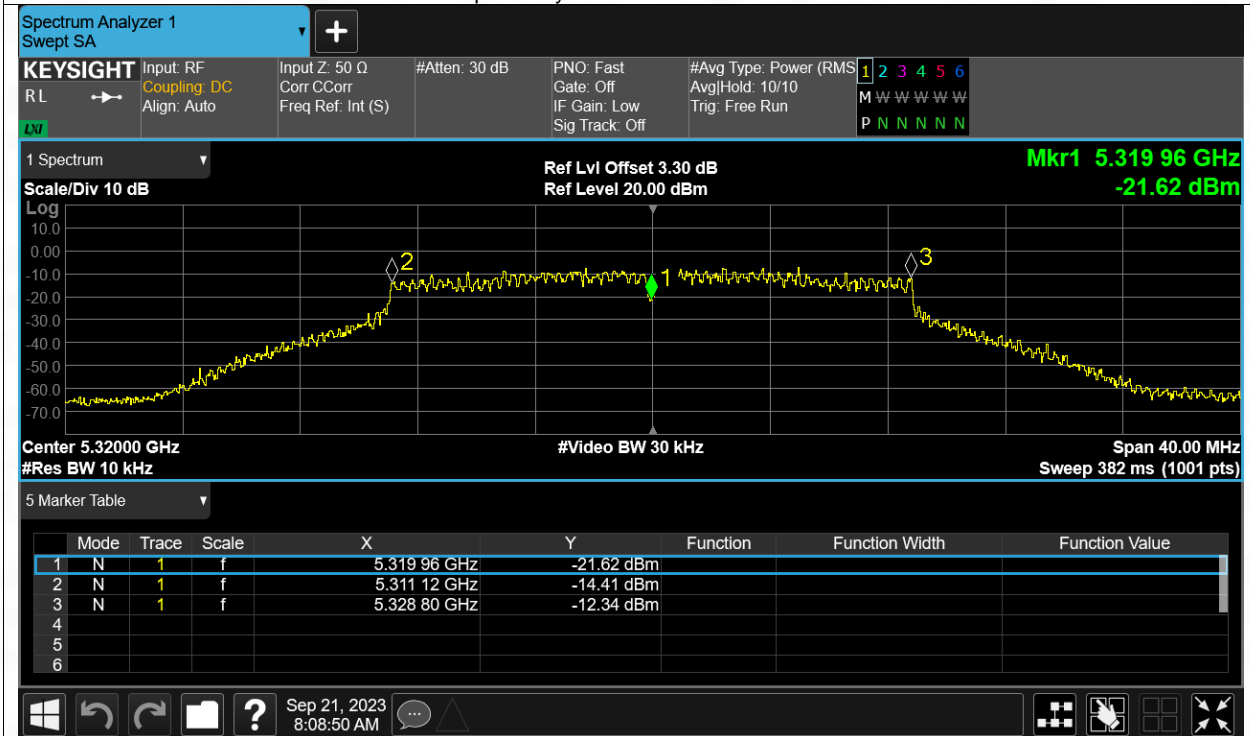 Spectrum Analyzer 1
Swept SA
+
KEYSIGHT Input: RF Input Z: 50 Ω #Atten: 30 dB PNO: Fast #Avg Type: Power (RMS 1 2 3 4 5 6
RL Coupling: DC Corr CCorr Gate: Off Avg|Hold: 10/10 M W W W W W
Align: Auto Freq Ref: Int (S) IF Gain: Low Trig: Free Run
LXI Sig Track: Off P N N N N N
1 Spectrum Ref Lvl Offset 3.30 dB Mkr1 5.319 96 GHz
Scale/Div 10 dB Ref Level 20.00 dBm -21.62 dBm
Log
10.0
0.00
-10.0
-20.0
-30.0
-40.0
-50.0
-60.0
-70.0
2 1 3
Center 5.32000 GHz #Video BW 30 kHz Span 40.00 MHz
#Res BW 10 kHz Sweep 382 ms (1001 pts)
5 Marker Table
Mode Trace Scale X Y Function Function Width Function Value
1 N 1 f 5.319 96 GHz -21.62 dBm
2 N 1 f 5.311 12 GHz -14.41 dBm
3 N 1 f 5.328 80 GHz -12.34 dBm
4
5
6
? Sep 21, 2023
8:08:50 AM